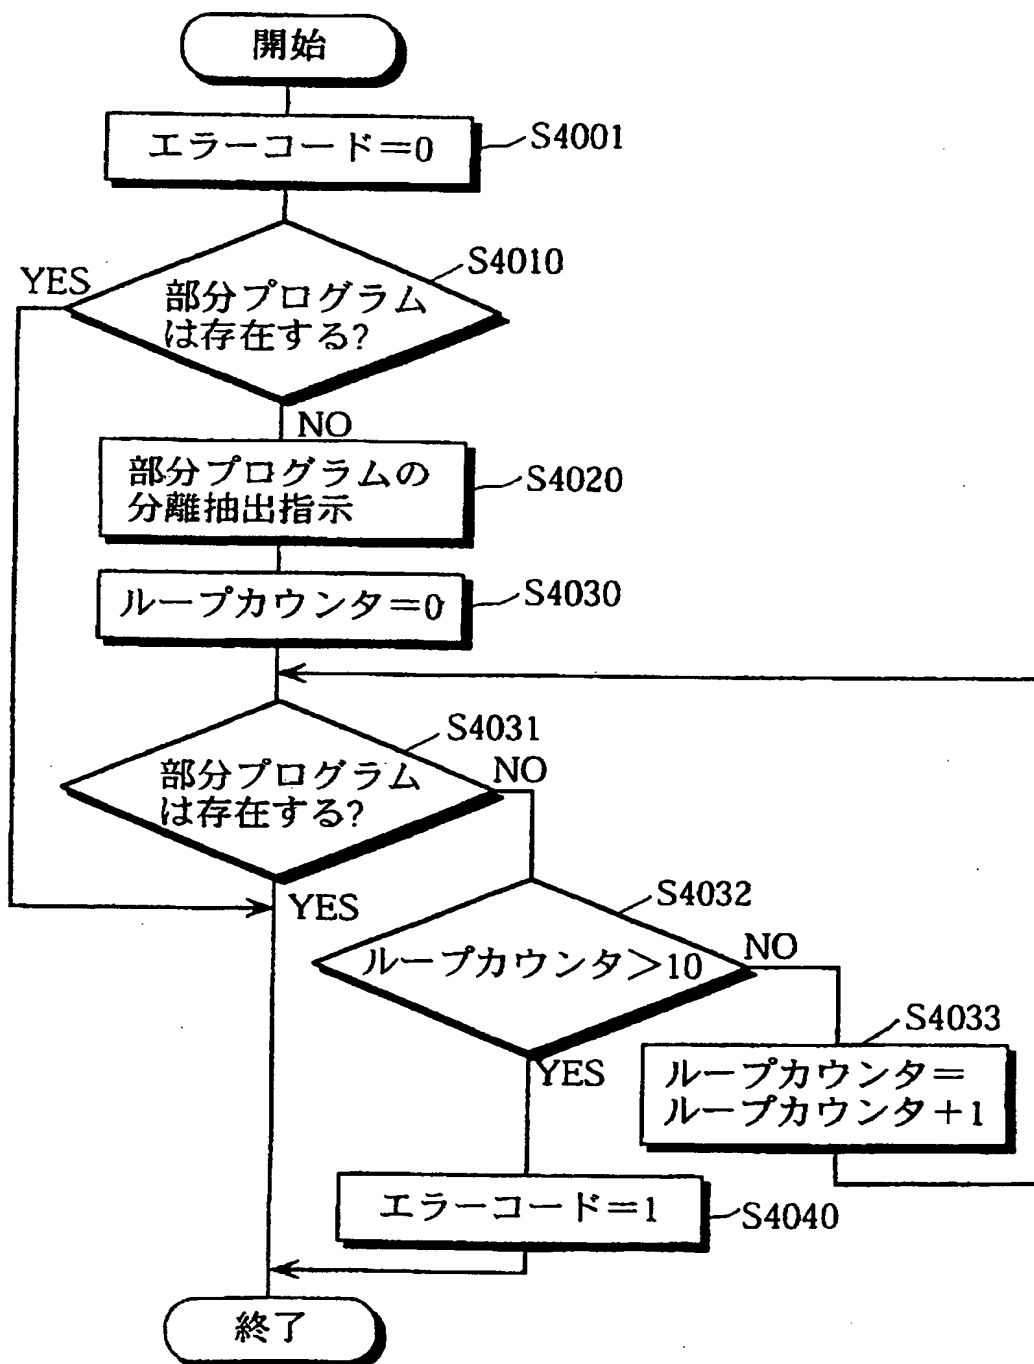 開始
エラーコード=0
S4001
S4010
YES
部分プログラム
は存在する?
NO
部分プログラムの
分離抽出指示
S4020
ループカウンタ=0
S4030
S4031
部分プログラム
は存在する?
NO
YES
S4032
ループカウンタ>10
NO
YES
S4033
ループカウンタ=
ループカウンタ+1
エラーコード=1
S4040
終了